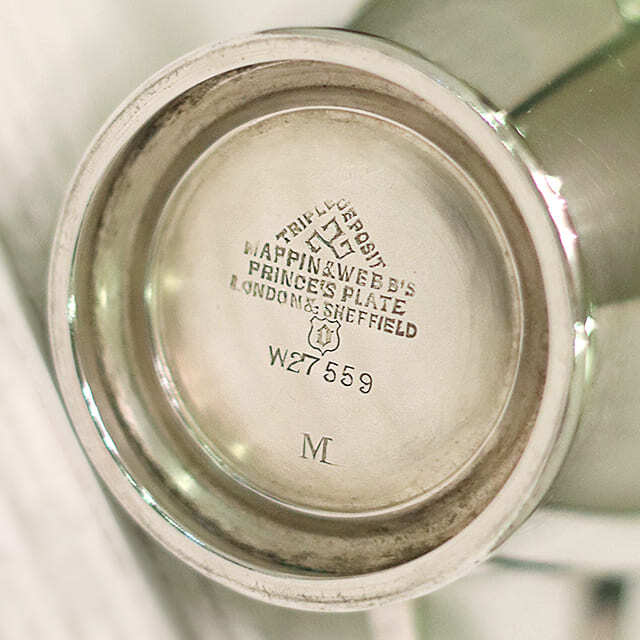 TRIPLE DEPOSIT
MAPPIN & WEBB'S
PRINCE'S PLATE
LONDON & SHEFFIELD
W27559
M